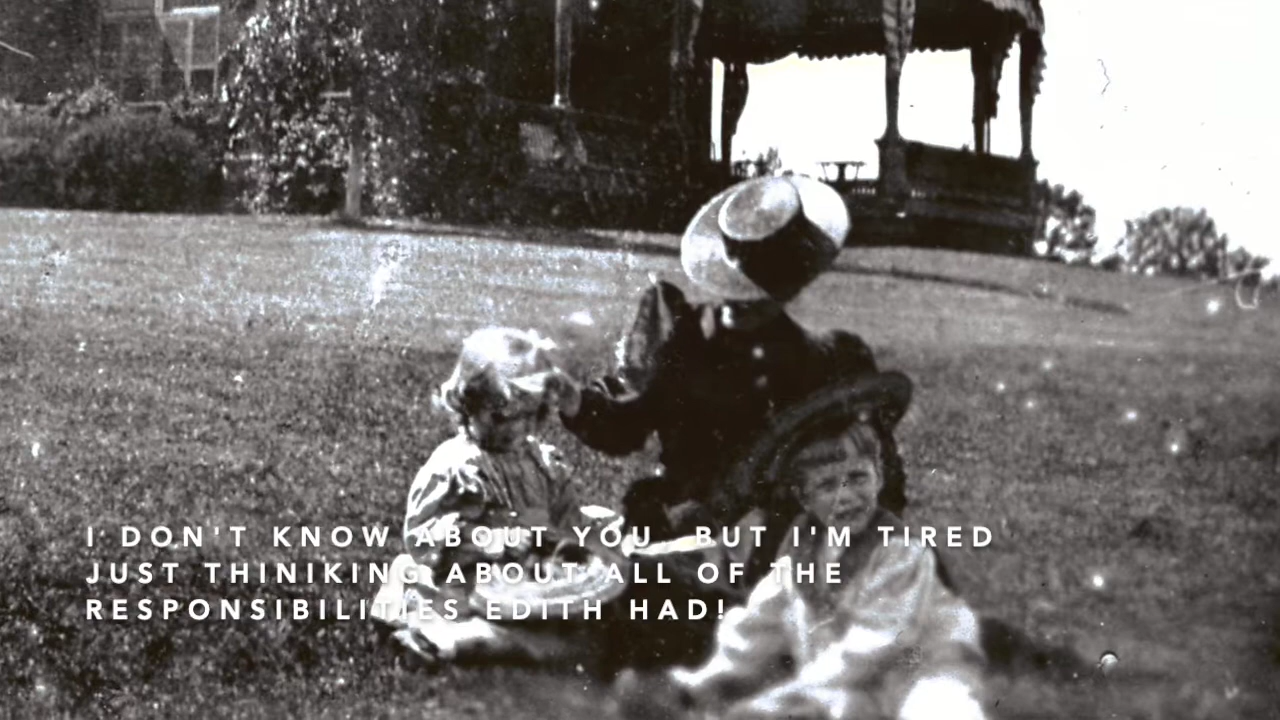 I DON'T KNOW ABOUT YOU, BUT I'M TIRED
JUST THINIKING ABOUT ALL OF THE
RESPONSIBILITIES EDITH HAD!